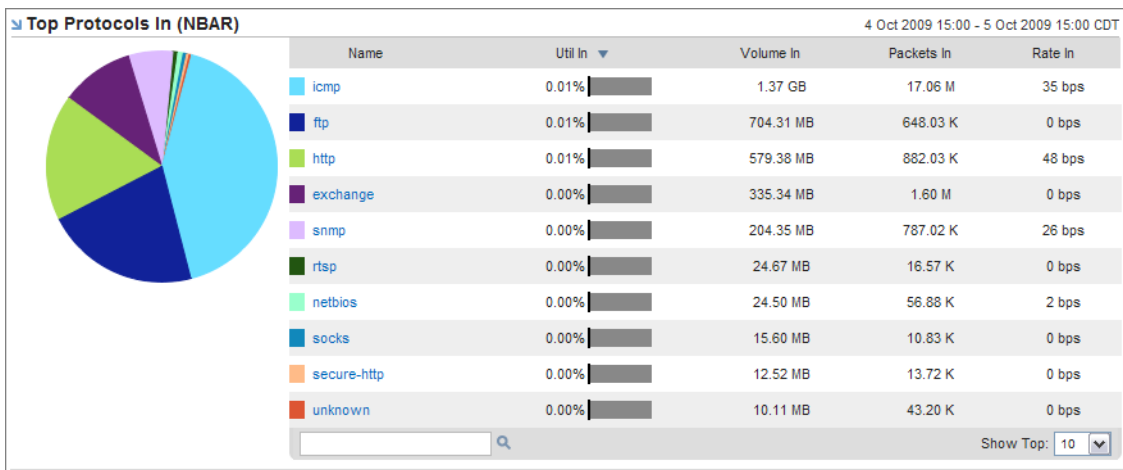 Top Protocols In (NBAR) 4 Oct 2009 15:00 - 5 Oct 2009 15:00 CDT
Name Util In Volume In Packets In Rate In
icmp 0.01% 1.37 GB 17.06 M 35 bps
ftp 0.01% 704.31 MB 648.03 K 0 bps
http 0.01% 579.38 MB 882.03 K 48 bps
exchange 0.00% 335.34 MB 1.60 M 0 bps
snmp 0.00% 204.35 MB 787.02 K 26 bps
rtsp 0.00% 24.67 MB 16.57 K 0 bps
netbios 0.00% 24.50 MB 56.88 K 2 bps
socks 0.00% 15.60 MB 10.83 K 0 bps
secure-http 0.00% 12.52 MB 13.72 K 0 bps
unknown 0.00% 10.11 MB 43.20 K 0 bps
Show Top: 10